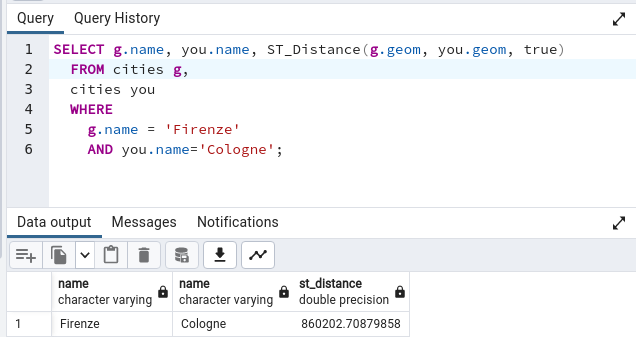 Query Query History
1 SELECT g.name, you.name, ST_Distance(g.geom, you.geom, true)
2 FROM cities g,
3 cities you
4 WHERE
5 g.name = 'Firenze'
6 AND you.name='Cologne';
Data output Messages Notifications
name name st_distance
character varying character varying double precision
1 Firenze Cologne 860202.70879858